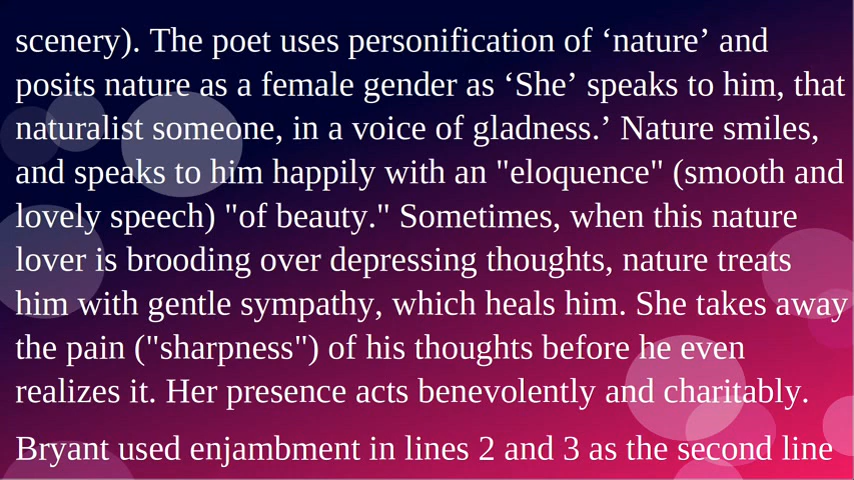 scenery). The poet uses personification of ‘nature’ and
posits nature as a female gender as ‘She’ speaks to him, that
naturalist someone, in a voice of gladness.’ Nature smiles,
and speaks to him happily with an "eloquence" (smooth and
lovely speech) "of beauty." Sometimes, when this nature
lover is brooding over depressing thoughts, nature treats
him with gentle sympathy, which heals him. She takes away
the pain ("sharpness") of his thoughts before he even
realizes it. Her presence acts benevolently and charitably.
Bryant used enjambment in lines 2 and 3 as the second line